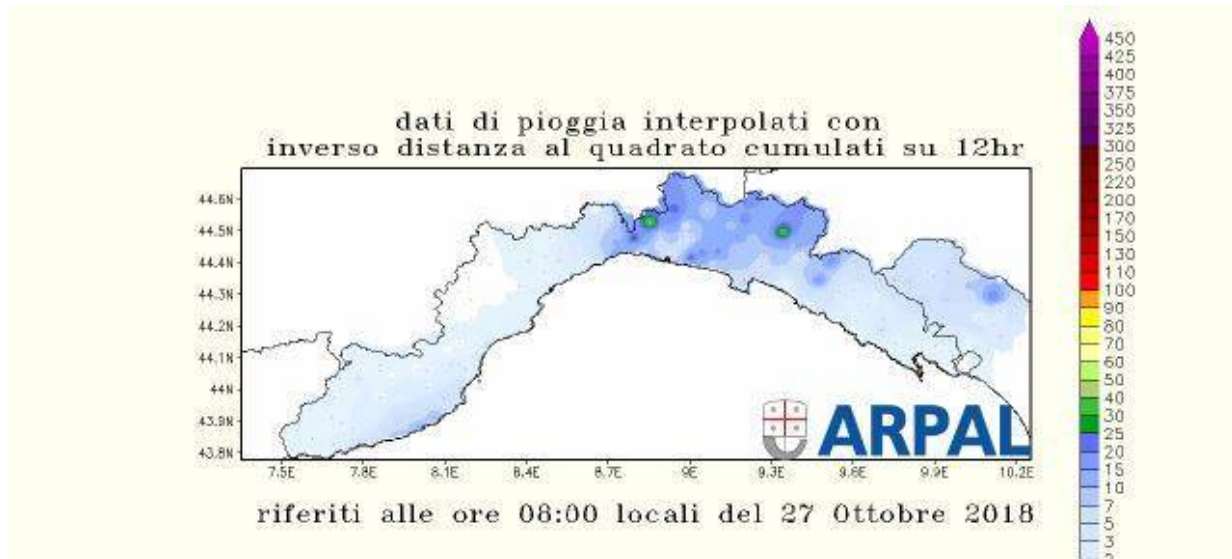 dati di pioggia interpolati con
inverso distanza al quadrato cumulati su 12hr
44.6N
44.5N
44.4N
44.3N
44.2N
44.1N
44N
43.9N
43.8N
7.5E 7.8E 8.1E 8.4E 8.7E 9E 9.3E 9.6E 9.9E 10.2E
ARPAL
riferiti alle ore 08:00 locali del 27 Ottobre 2018
450
425
400
375
350
325
300
250
220
200
170
150
130
110
100
90
80
70
60
50
40
30
25
20
15
10
7
5
3